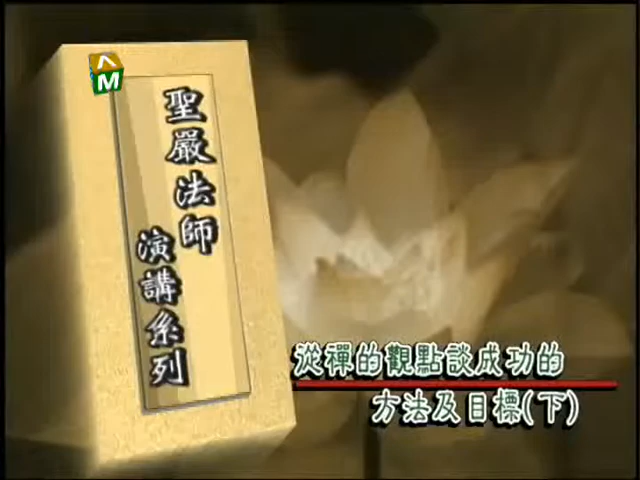 聖嚴法師
演講系列
從禪的觀點談成功的
方法及目標(下)